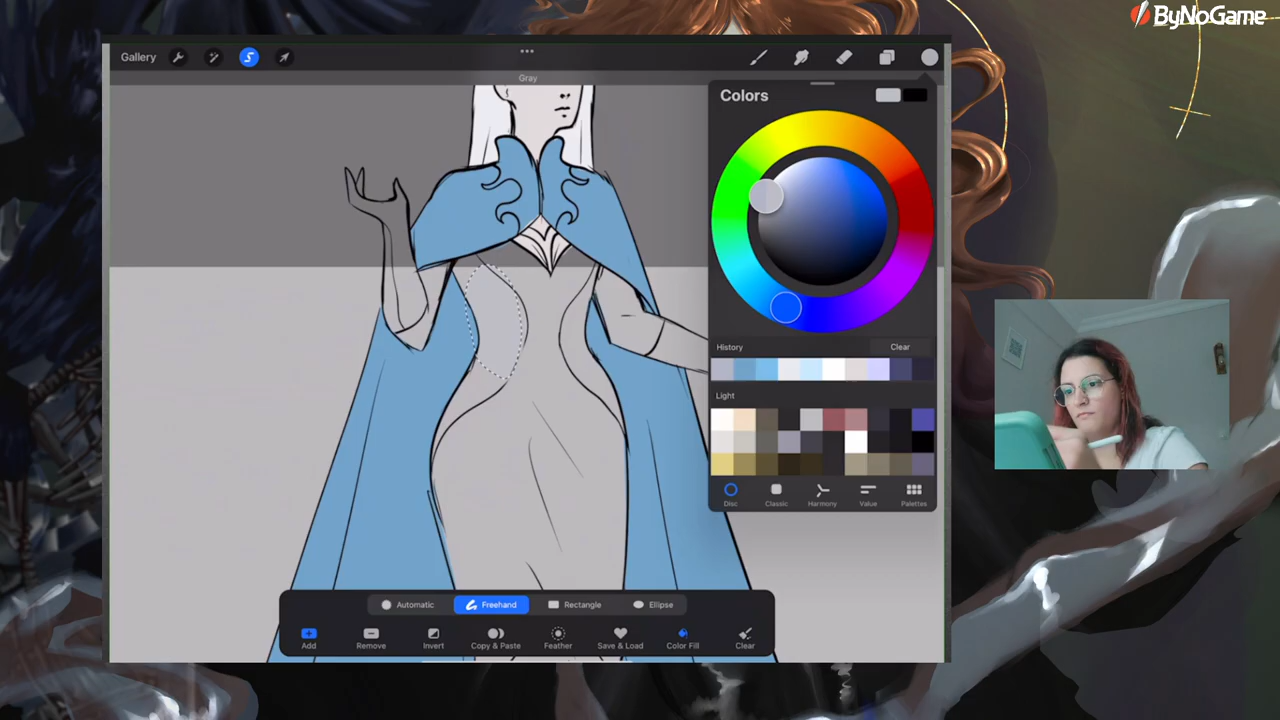 ByNoGame
Gallery
Gray
Colors
History
Clear
Light
Disc
Classic
Harmony
Value
Palettes
Automatic
Freehand
Rectangle
Ellipse
Add
Remove
Invert
Copy & Paste
Feather
Save & Load
Color Fill
Clear